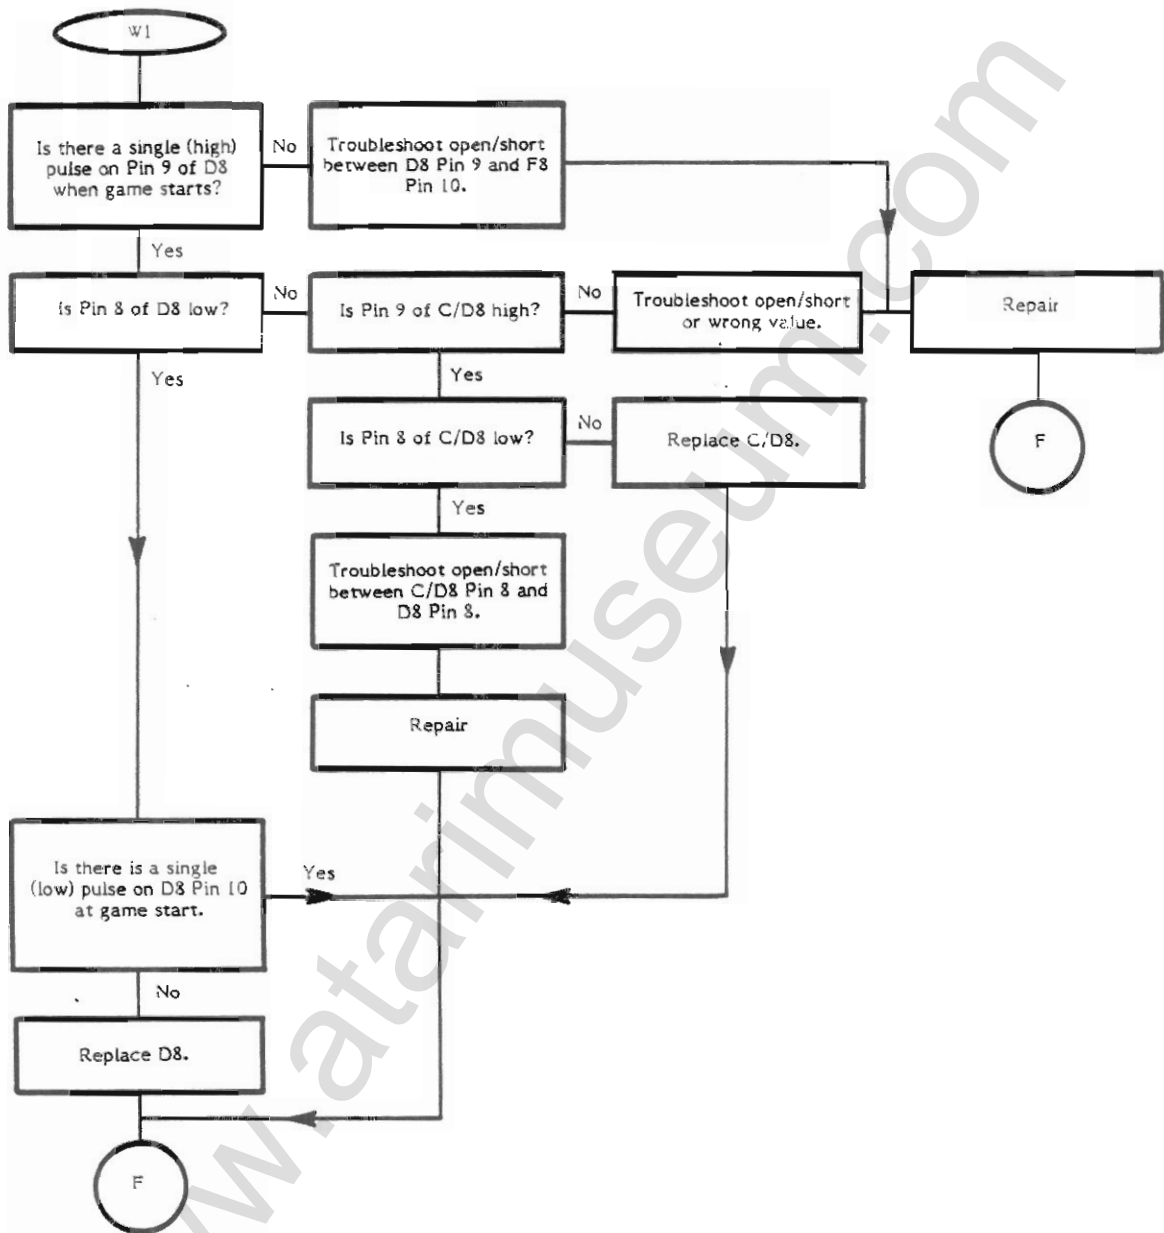 W1
Is there a single (high)
pulse on Pin 9 of D8
when game starts?
No
Troubleshoot open/short
between D8 Pin 9 and F8
Pin 10.
Yes
Is Pin 8 of D8 low?
No
Is Pin 9 of C/D8 high?
No
Troubleshoot open/short
or wrong value.
Repair
Yes
Yes
Is Pin 8 of C/D8 low?
No
Replace C/D8.
F
Yes
Troubleshoot open/short
between C/D8 Pin 8 and
D8 Pin 8.
Repair
Is there is a single
(low) pulse on D8 Pin 10
at game start.
Yes
No
Replace D8.
F
w.atarimuseum.com